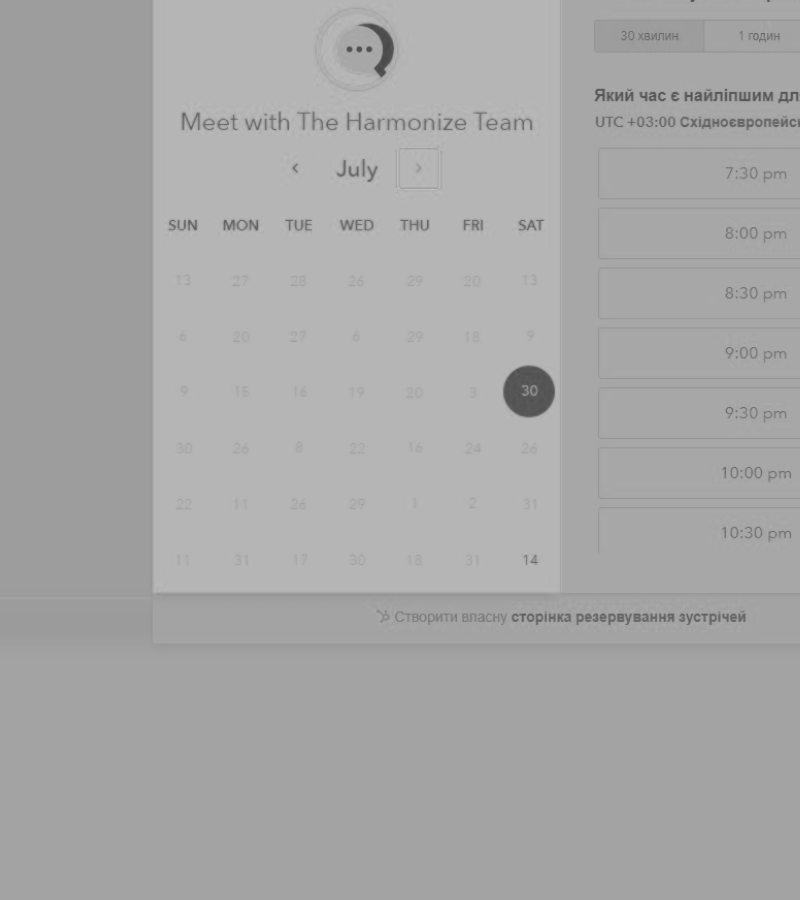 Meet with The Harmonize Team
July
SUN MON TUE WED THU FRI SAT
13 27 28 26 29 20 13
6 20 27 6 29 18 9
9 15 16 19 20 3 30
30 26 8 22 16 24 26
22 11 26 29 1 2 31
11 31 17 30 18 31 14
30 хвилин 1 годин
Який час є найліпшим дл
UTC +03:00 Східноєвропейсь
7:30 pm
8:00 pm
8:30 pm
9:00 pm
9:30 pm
10:00 pm
10:30 pm
Створити власну сторінка резервування зустрічей